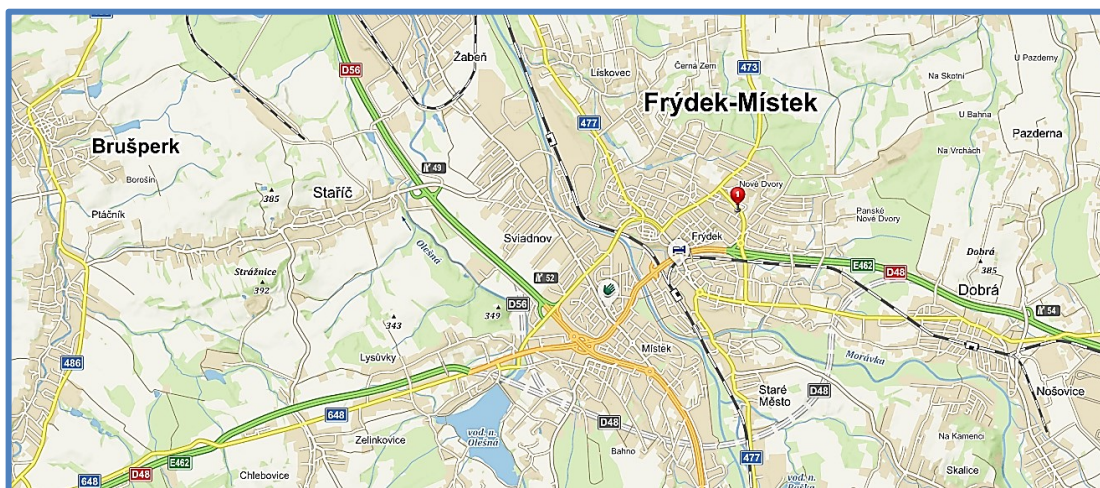 Žabeň
D56
Lískovec
Černá Zem
473
U Pazderny
Na Skotni
Frýdek-Místek
U Bahna
477
Pazderna
Brušperk
Na Vrchách
49
Borošín
Staříč
385
Nové Dvory
1
Ptáčník
Panské
Nové Dvory
Olešná
Sviadnov
Frýdek
Dobrá
385
E462
D48
Strážnice
392
52
Dobrá
D56
349
54
343
Místek
Lysůvky
Morávka
486
Staré
Město
D48
Nošovice
648
vod. n.
Olešná
D48
Zelinkovice
Na Kamenci
Bahno
E462
D48
477
Skalice
Chlebovice
648
vod. n.